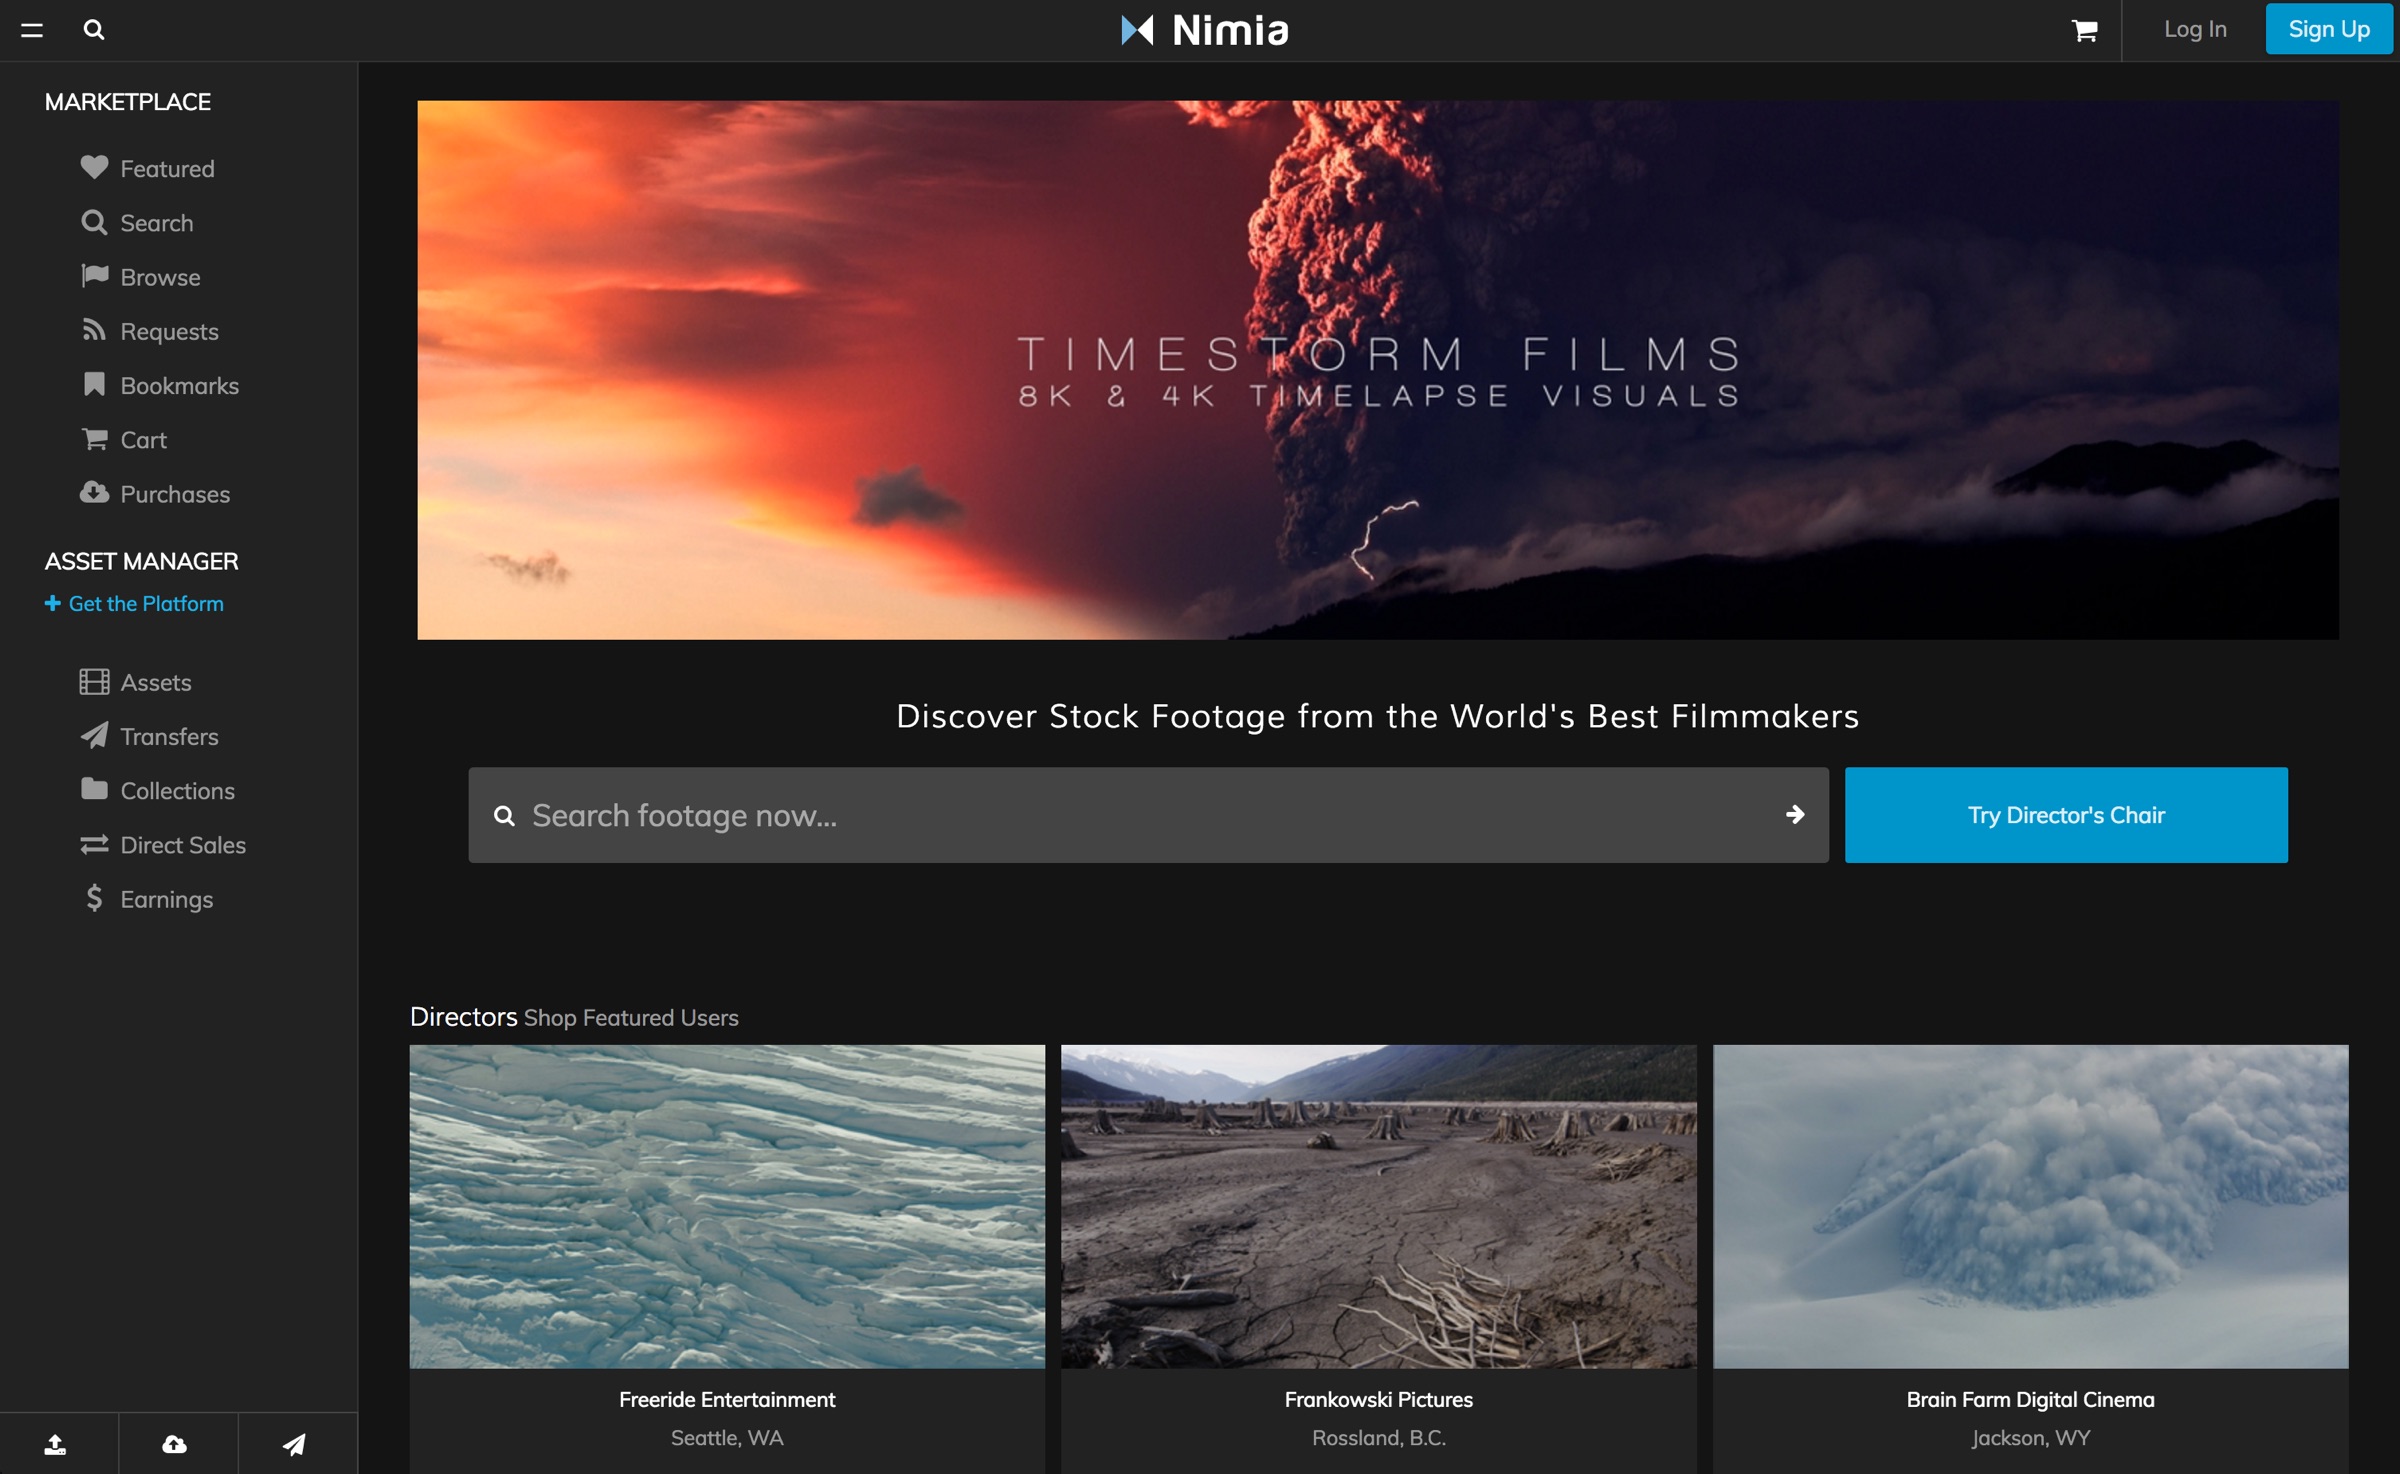 Nimia
Log In
Sign Up
MARKETPLACE
Featured
Search
Browse
Requests
Bookmarks
Cart
Purchases
ASSET MANAGER
Get the Platform
Assets
Transfers
Collections
Direct Sales
Earnings
TIMESTORM FILMS
8K & 4K TIMELAPSE VISUALS
Discover Stock Footage from the World's Best Filmmakers
Search footage now...
Try Director's Chair
Directors Shop Featured Users
Freeride Entertainment
Seattle, WA
Frankowski Pictures
Rossland, B.C.
Brain Farm Digital Cinema
Jackson, WY